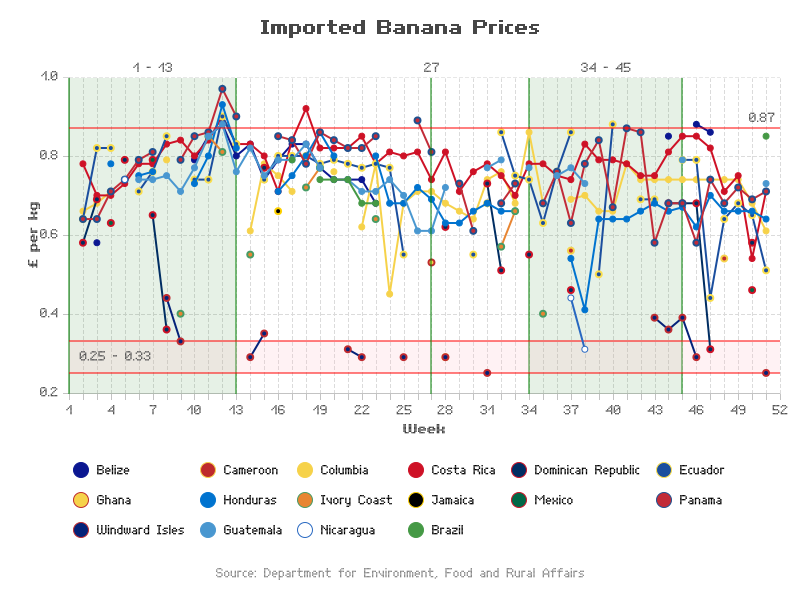 Imported Banana Prices
1 - 13 27 34 - 45
1.0
0.87
0.8
0.6
0.4
0.25 - 0.33
0.2
£ per kg
1 4 7 10 13 16 19 22 25 28 31 34 37 40 43 46 49 52
Week
Belize Cameroon Columbia Costa Rica Dominican Republic Ecuador
Ghana Honduras Ivory Coast Jamaica Mexico Panama
Windward Isles Guatemala Nicaragua Brazil
Source: Department for Environment, Food and Rural Affairs